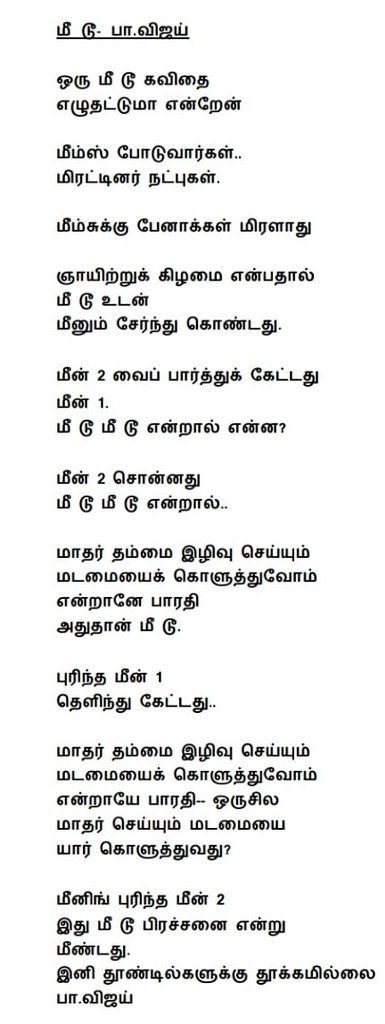 மீ டூ- பா.விஜய்
ஒரு மீ டூ கவிதை
எழுதட்டுமா என்றேன்
மீம்ஸ் போடுவார்கள்..
மிரட்டினர் நட்புகள்.
மீம்சுக்கு பேனாக்கள் மிரளாது
ஞாயிற்றுக் கிழமை என்பதால்
மீ டூ உடன்
மீனும் சேர்ந்து கொண்டது.
மீன் 2 வைப் பார்த்துக் கேட்டது
மீன் 1.
மீ டூ மீ டூ என்றால் என்ன?
மீன் 2 சொன்னது
மீ டூ மீ டூ என்றால்..
மாதர் தம்மை இழிவு செய்யும்
மடமையைக் கொளுத்துவோம்
என்றானே பாரதி
அதுதான் மீ டூ.
புரிந்த மீன் 1
தெளிந்து கேட்டது..
மாதர் தம்மை இழிவு செய்யும்
மடமையைக் கொளுத்துவோம்
என்றாயே பாரதி-- ஒருசில
மாதர் செய்யும் மடமையை
யார் கொளுத்துவது?
மீனிங் புரிந்த மீன் 2
இது மீ டூ பிரச்சனை என்று
மீண்டது.
இனி தூண்டில்களுக்கு தூக்கமில்லை
பா.விஜய்